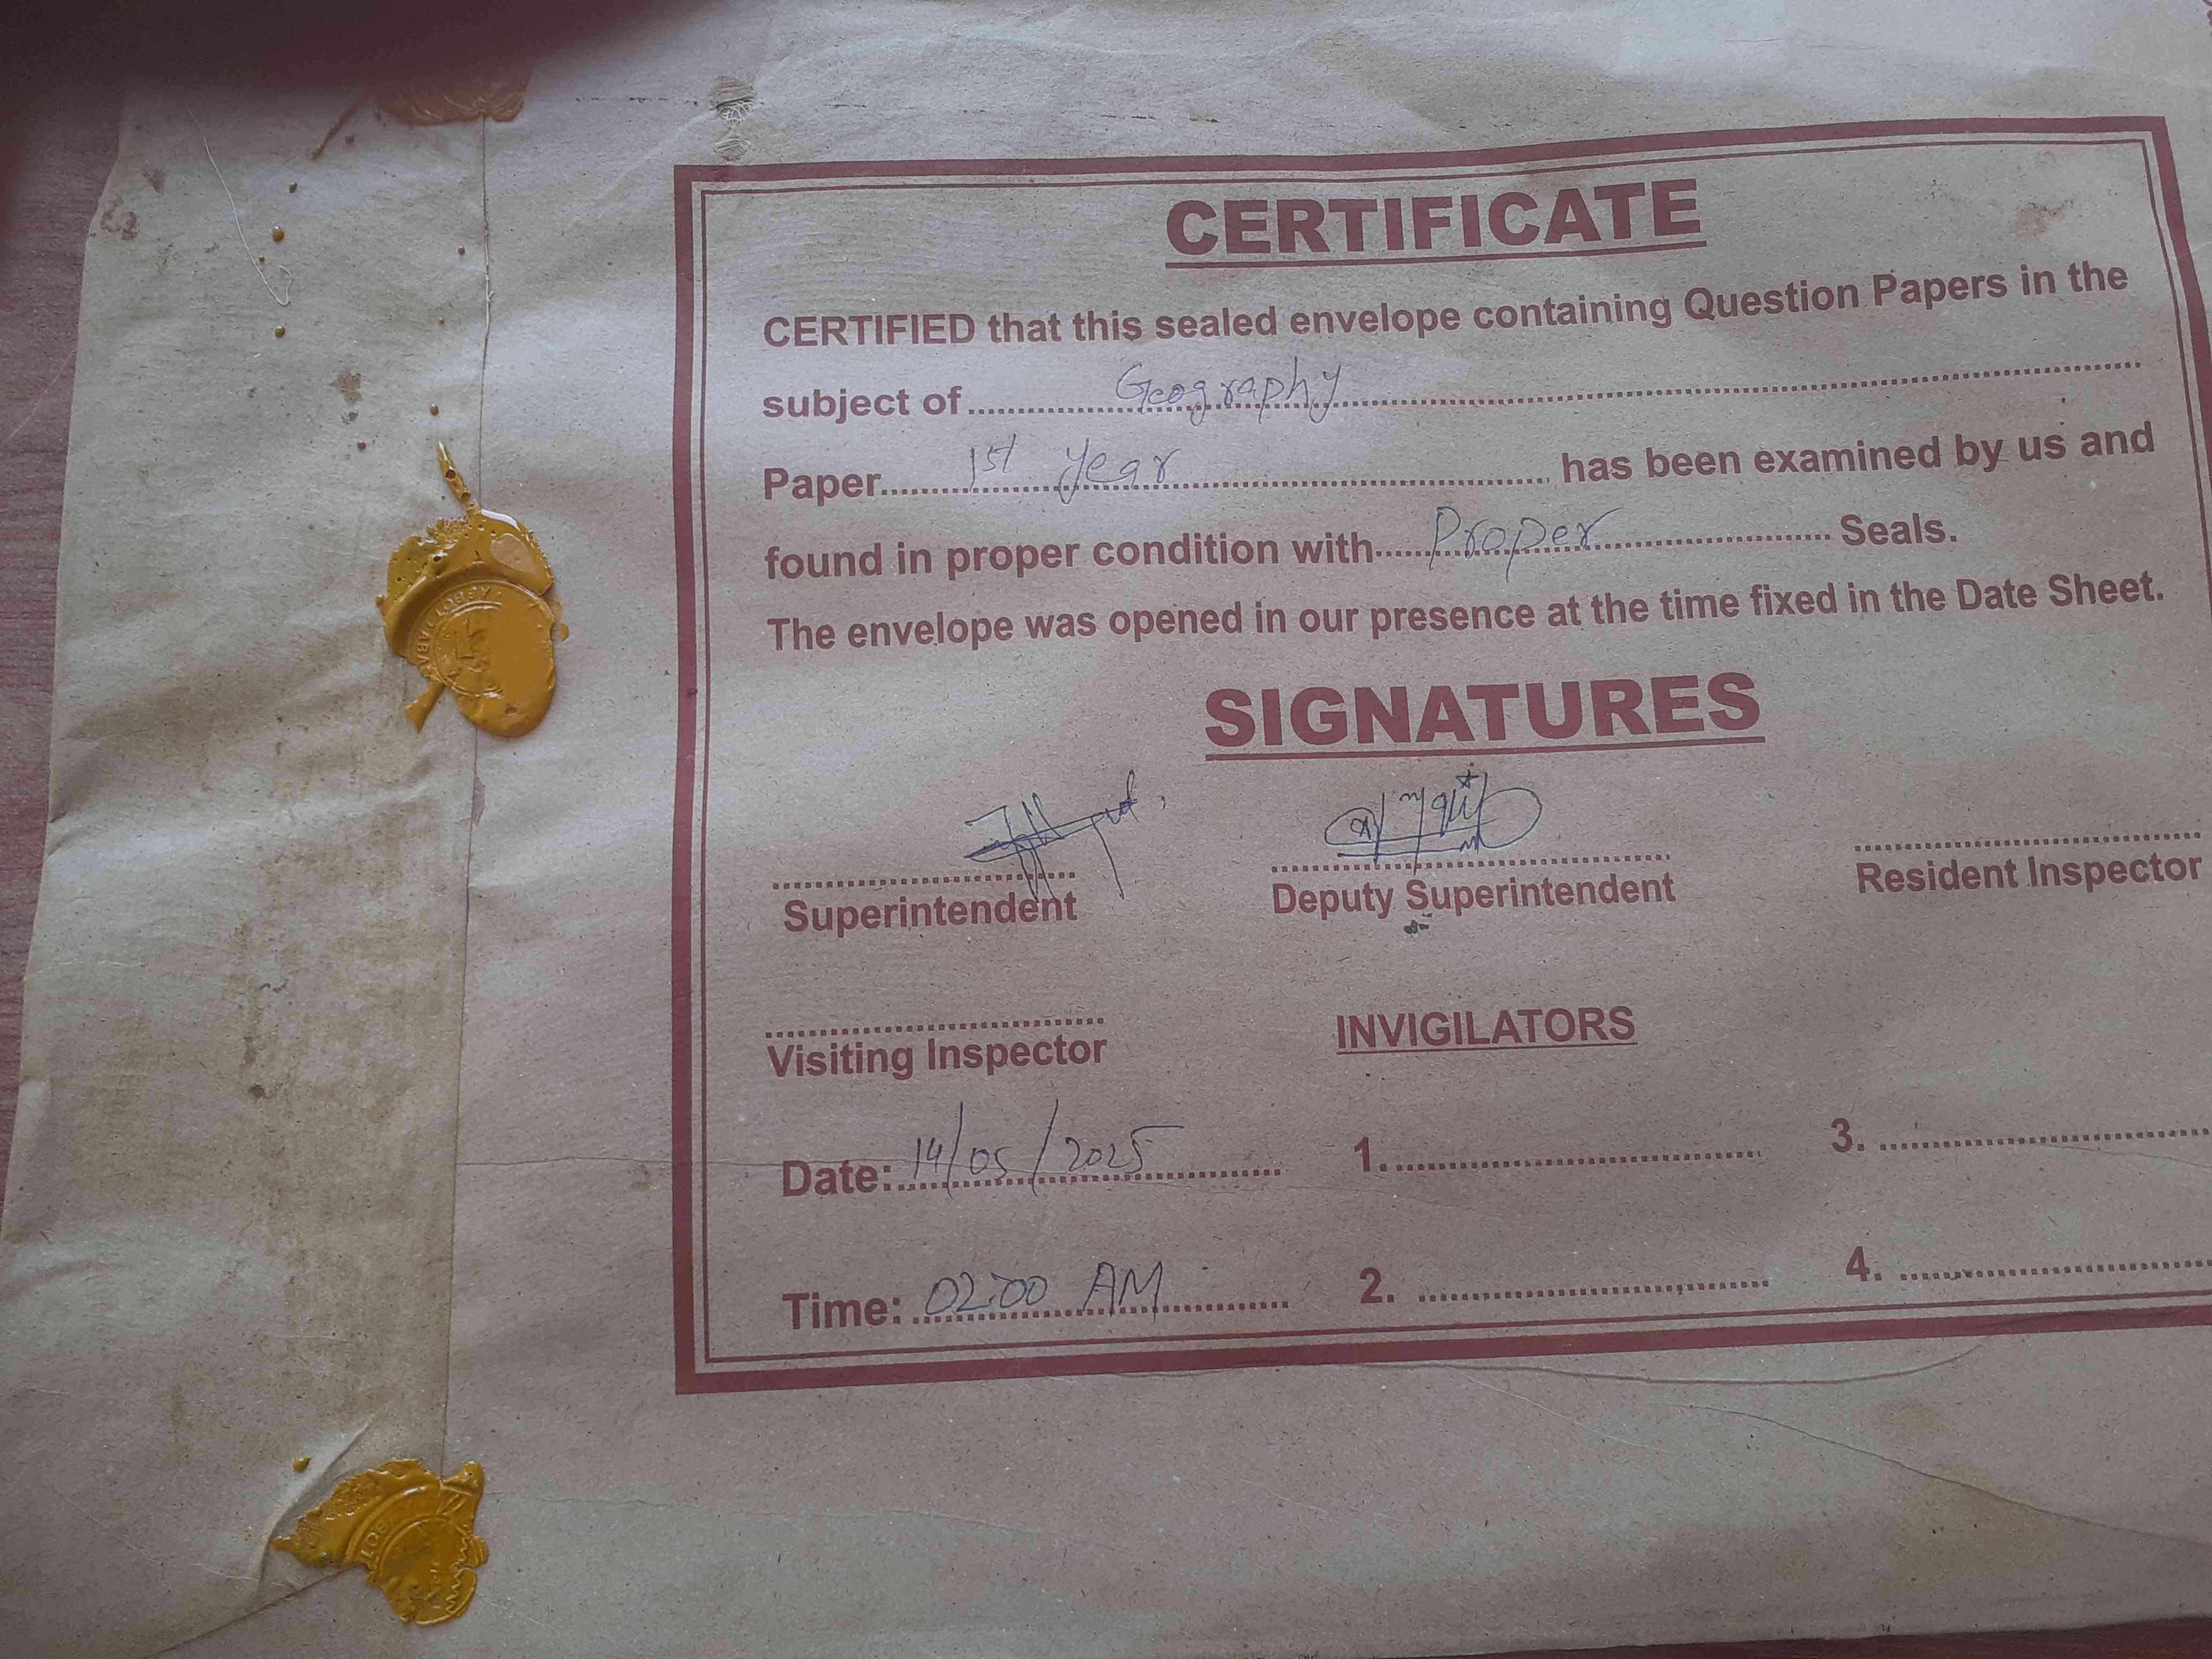 CERTIFICATE
CERTIFIED that this sealed envelope containing Question Papers in the
subject of Geography
Paper 1st year has been examined by us and
found in proper condition with Proper Seals.
The envelope was opened in our presence at the time fixed in the Date Sheet.
SIGNATURES
Superintendent Deputy Superintendent Resident Inspector
Visiting Inspector INVIGILATORS
Date: 14/05/2025 1. 3.
Time: 02:00 AM 2. 4.